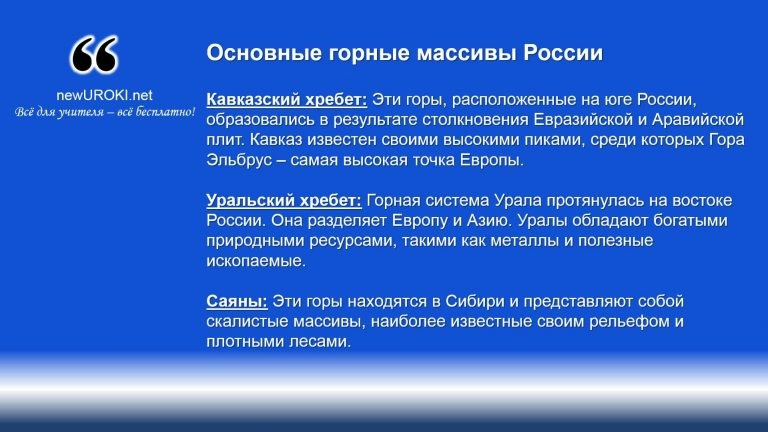 Основные горные массивы России
newUROKI.net
Всё для учителя – всё бесплатно!
Кавказский хребет: Эти горы, расположенные на юге России,
образовались в результате столкновения Евразийской и Аравийской
плит. Кавказ известен своими высокими пиками, среди которых Гора
Эльбрус – самая высокая точка Европы.
Уральский хребет: Горная система Урала протянулась на востоке
России. Она разделяет Европу и Азию. Уралы обладают богатыми
природными ресурсами, такими как металлы и полезные
ископаемые.
Саяны: Эти горы находятся в Сибири и представляют собой
скалистые массивы, наиболее известные своим рельефом и
плотными лесами.